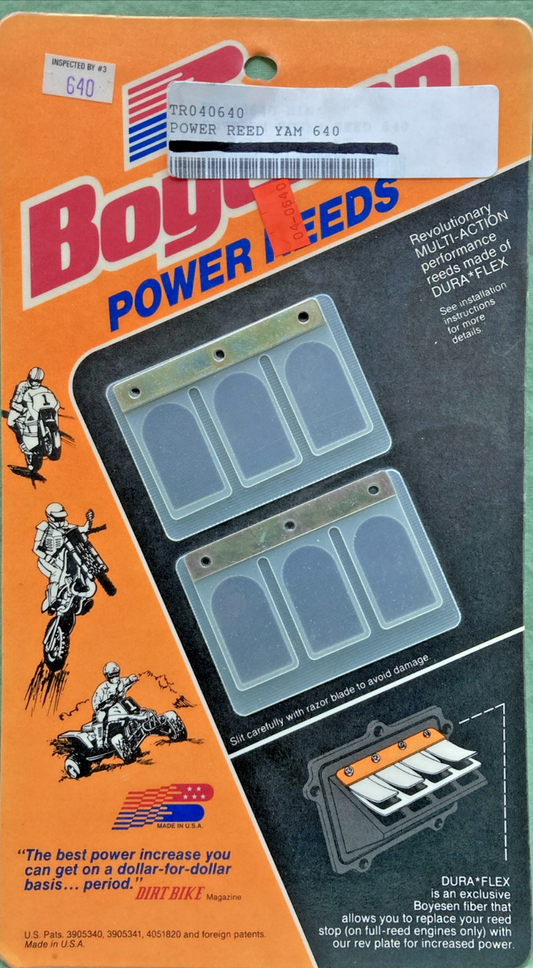 INSPECTED BY #3
640
TR040640
POWER REED YAM 640
04-0640
POWER REEDS
Revolutionary
MULTI-ACTION
performance
reeds made of
DURA*FLEX
See installation
instructions
for more
details.
1
Slit carefully with razor blade to avoid damage.
MADE IN U.S.A.
"The best power increase you
can get on a dollar-for-dollar
basis... period."
DIRT BIKE Magazine
U.S. Pats. 3905340, 3905341, 4051820 and foreign patents.
Made in U.S.A.
DURA*FLEX
is an exclusive
Boyesen fiber that
allows you to replace your reed
stop (on full-reed engines only) with
our rev plate for increased power.